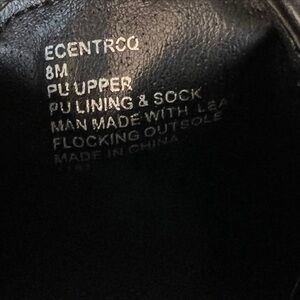 ECENTRCQ
8M
PU UPPER
PU LINING & SOCK
MAN MADE WITH LEA
FLOCKING OUTSOLE
MADE IN CHINA